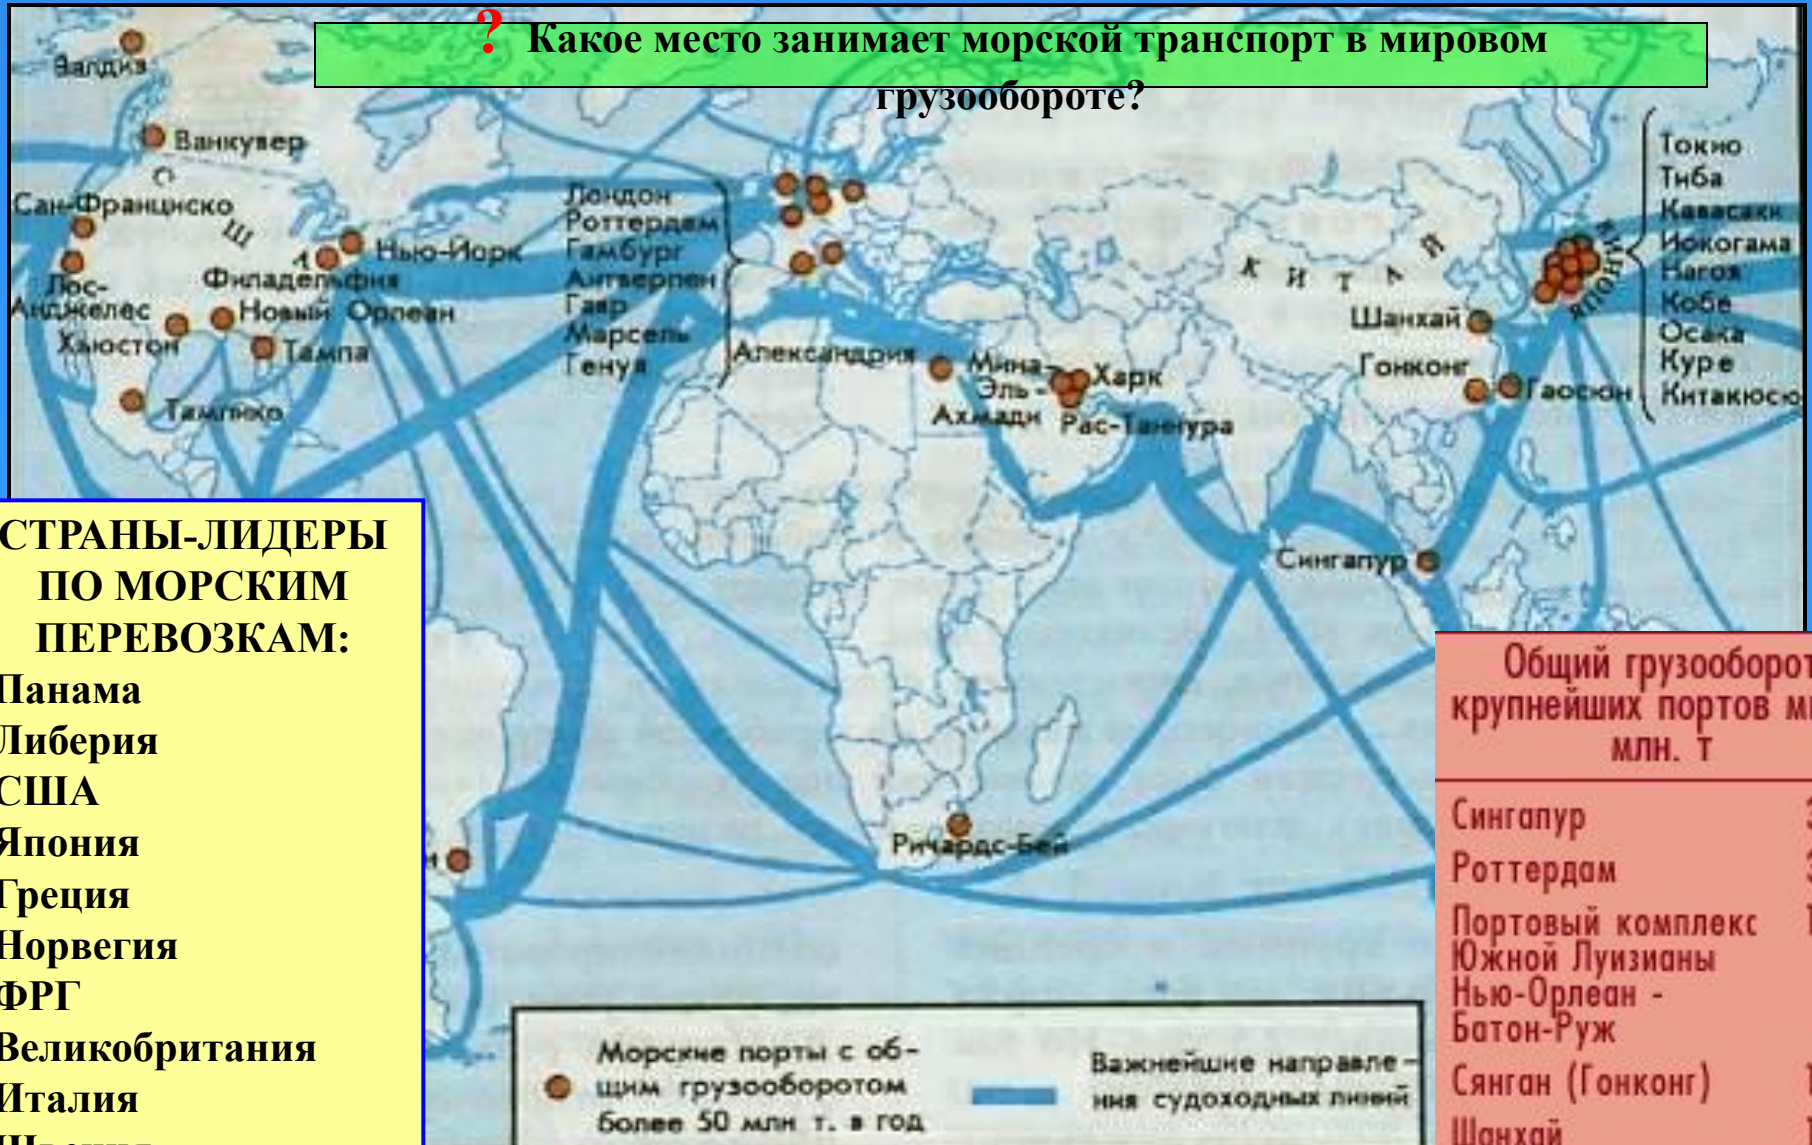 ? Какое место занимает морской транспорт в мировом
грузообороте?
Валдиз
Ванкувер
США
Сан-Франциско
Нью-Йорк
Филадельфия
Лос-
Анджелес
Новый Орлеан
Хьюстон
Тампа
Тампико
Лондон
Роттердам
Гамбург
Антверпен
Гавр
Марсель
Генуя
Александрия
Мина-
Эль-
Ахмади
Харк
Рас-Таннура
КИТАЙ
Шанхай
Гонконг
Гаосюн
ЯПОНИЯ
Токио
Тиба
Кавасаки
Иокогама
Нагоя
Кобе
Осака
Куре
Китакюсю
Сингапур
Ричардс-Бей
СТРАНЫ-ЛИДЕРЫ
ПО МОРСКИМ
ПЕРЕВОЗКАМ:
Панама
Либерия
США
Япония
Греция
Норвегия
ФРГ
Великобритания
Италия
Общий грузооборот
крупнейших портов
млн. т
Сингапур
Роттердам
Портовый комплекс
Южной Луизианы
Нью-Орлеан -
Батон-Руж
Сянган (Гонконг)
Шанхай
Морские порты с об-
щим грузооборотом
более 50 млн т. в год
Важнейшие направле-
ния судоходных линий